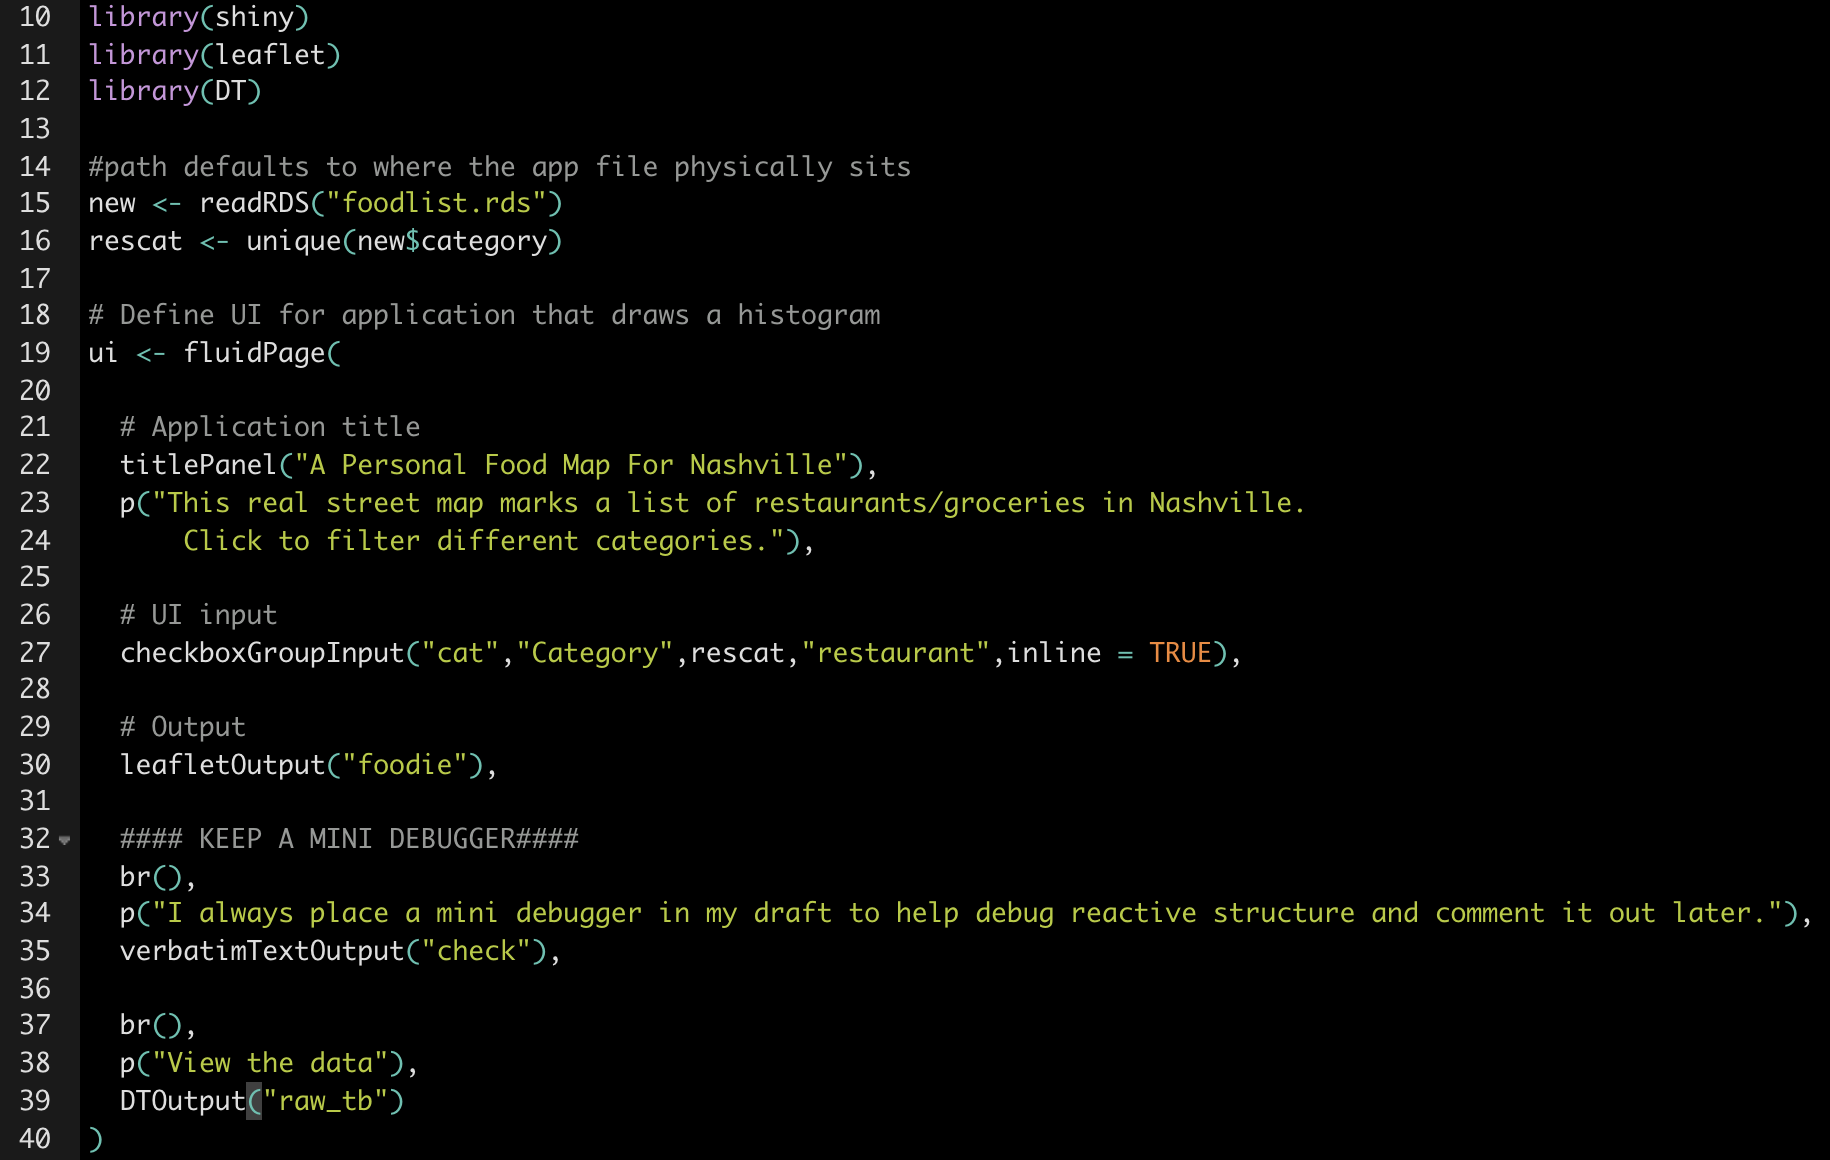 10 library(shiny)
11 library(leaflet)
12 library(DT)
13
14 #path defaults to where the app file physically sits
15 new <- readRDS("foodlist.rds")
16 rescat <- unique(new$category)
17
18 # Define UI for application that draws a histogram
19 ui <- fluidPage(
20
21   # Application title
22   titlePanel("A Personal Food Map For Nashville"),
23   p("This real street map marks a list of restaurants/groceries in Nashville.
24       Click to filter different categories."),
25
26   # UI input
27   checkboxGroupInput("cat","Category",rescat,"restaurant",inline = TRUE),
28
29   # Output
30   leafletOutput("foodie"),
31
32   #### KEEP A MINI DEBUGGER####
33   br(),
34   p("I always place a mini debugger in my draft to help debug reactive structure and comment it out later."),
35   verbatimTextOutput("check"),
36
37   br(),
38   p("View the data"),
39   DTOutput("raw_tb")
40 )